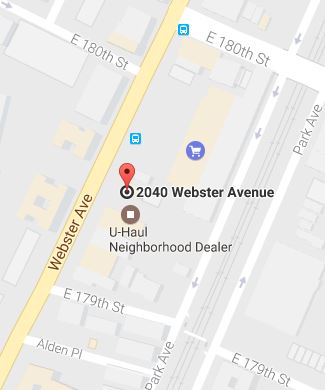 E 180th St
E 180th St
Park Ave
2040 Webster Avenue
Webster Ave
U-Haul
Neighborhood Dealer
E 179th St
Alden Pl
Park Ave
E 179th St